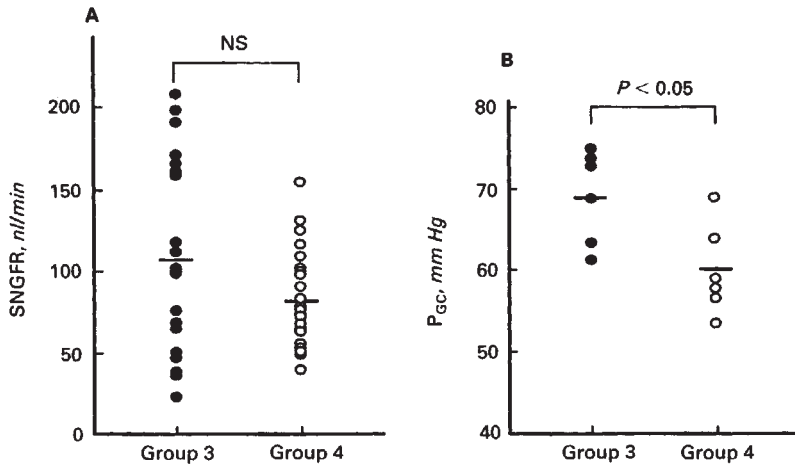 A
NS
200
150
100
50
0
SNGFR, nl/min
Group 3
Group 4
B
P < 0.05
80
70
60
50
40
PGC, mm Hg
Group 3
Group 4